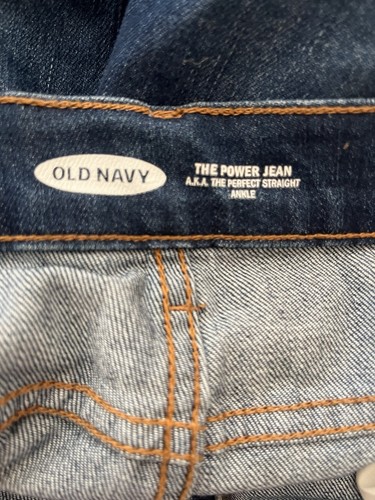 OLD NAVY
THE POWER JEAN
A.K.A. THE PERFECT STRAIGHT
ANKLE